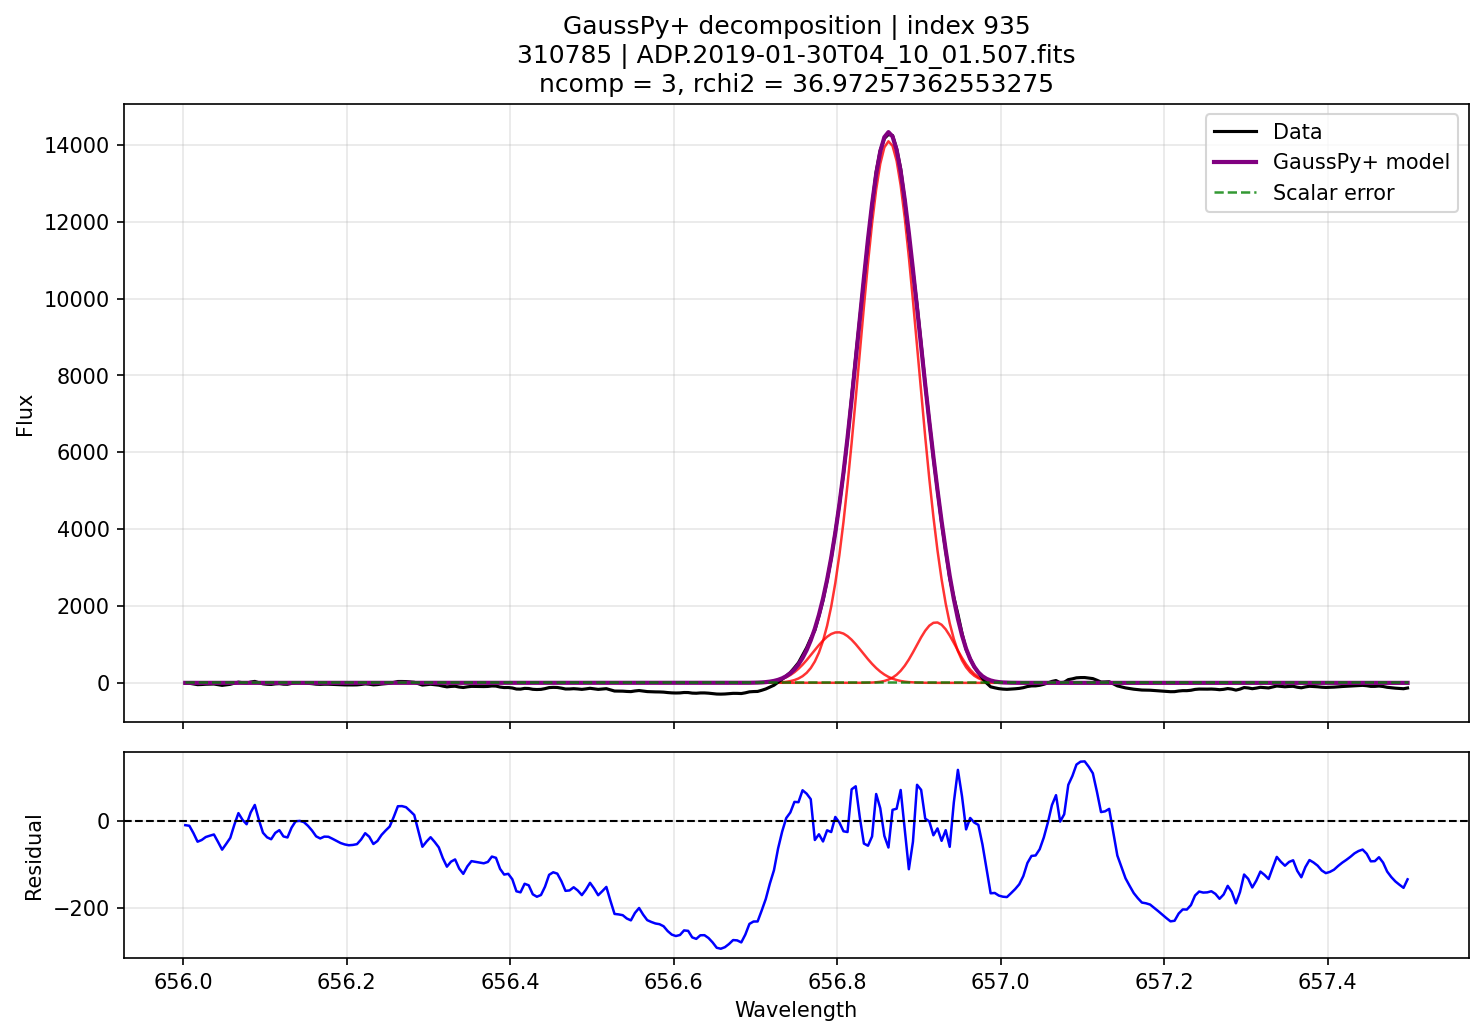 GaussPy+ decomposition | index 935
310785 | ADP.2019-01-30T04_10_01.507.fits
ncomp = 3, rchi2 = 36.97257362553275
Data
GaussPy+ model
Scalar error
Flux
14000
12000
10000
8000
6000
4000
2000
0
Residual
0
−200
656.0 656.2 656.4 656.6 656.8 657.0 657.2 657.4
Wavelength